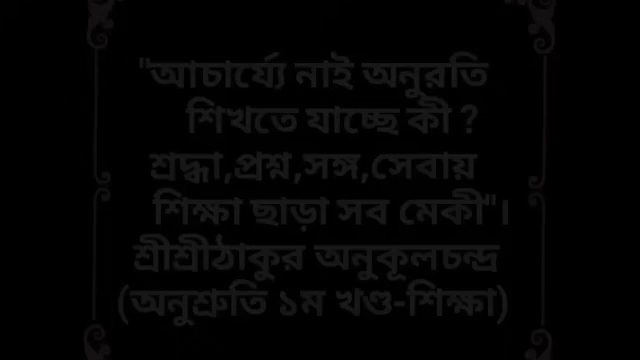 "আচার্য্যে নাই অনুরতি
শিখতে যাচ্ছে কী ?
শ্রদ্ধা,প্রশ্ন,সঙ্গ,সেবায়
শিক্ষা ছাড়া সব মেকী"।
শ্রীশ্রীঠাকুর অনুকূলচন্দ্র
(অনুশ্রুতি ১ম খণ্ড-শিক্ষা)